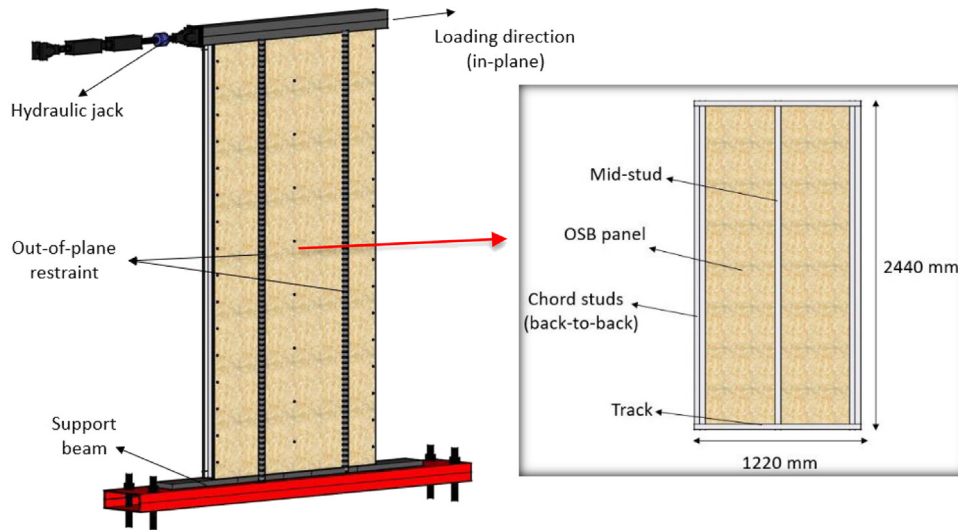 Loading direction
(in-plane)
Hydraulic jack
Out-of-plane
restraint
Support
beam
Mid-stud
OSB panel
Chord studs
(back-to-back)
Track
2440 mm
1220 mm